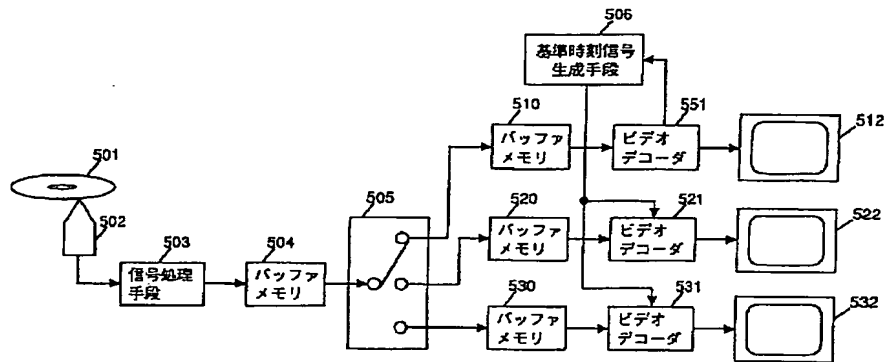 506
基準時刻信号
生成手段
510
バッファ
メモリ
551
ビデオ
デコーダ
512
501
502
503
信号処理
手段
504
バッファ
メモリ
505
520
バッファ
メモリ
521
ビデオ
デコーダ
522
530
バッファ
メモリ
531
ビデオ
デコーダ
532